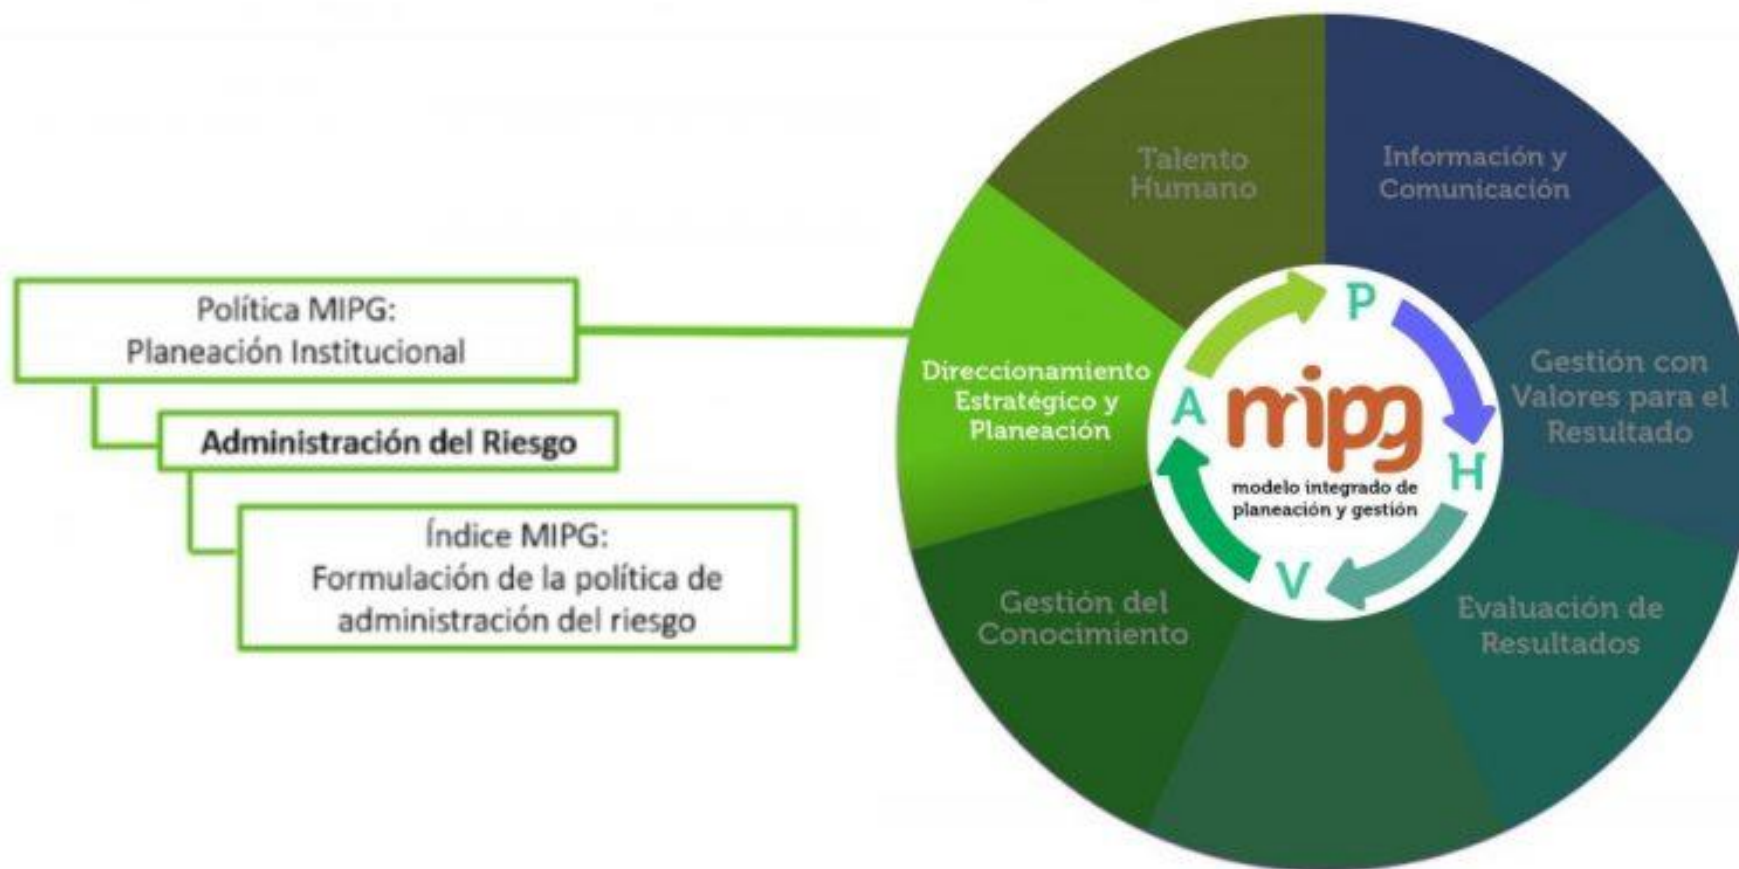 Política MIPG:
Planeación Institucional
Administración del Riesgo
Índice MIPG:
Formulación de la política de
administración del riesgo
Talento
Humano
Información y
Comunicación
Direccionamiento
Estratégico y
Planeación
Gestión con
Valores para el
Resultado
Gestión del
Conocimiento
Evaluación de
Resultados
P
H
V
A
mipg
modelo integrado de
planeación y gestión